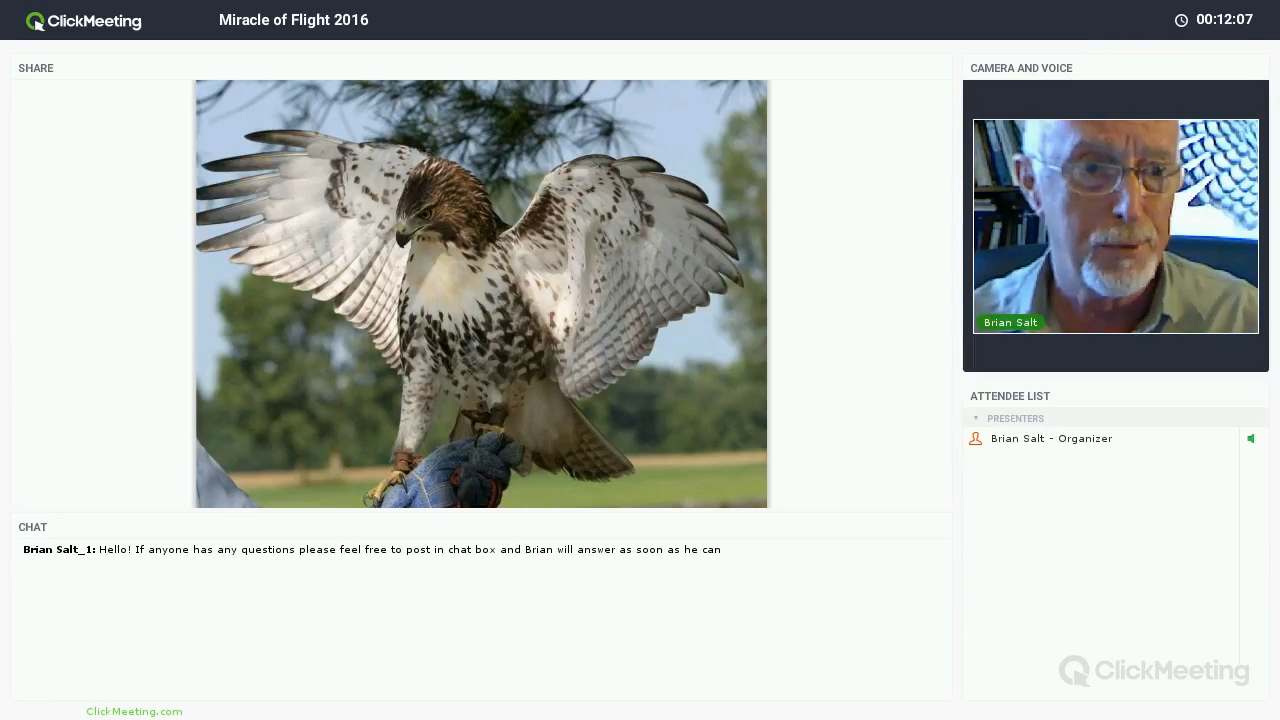 ClickMeeting
Miracle of Flight 2016
00:12:07
SHARE
CAMERA AND VOICE
Brian Salt
ATTENDEE LIST
PRESENTERS
Brian Salt - Organizer
CHAT
Brian Salt_1: Hello! If anyone has any questions please feel free to post in chat box and Brian will answer as soon as he can
ClickMeeting
ClickMeeting.com